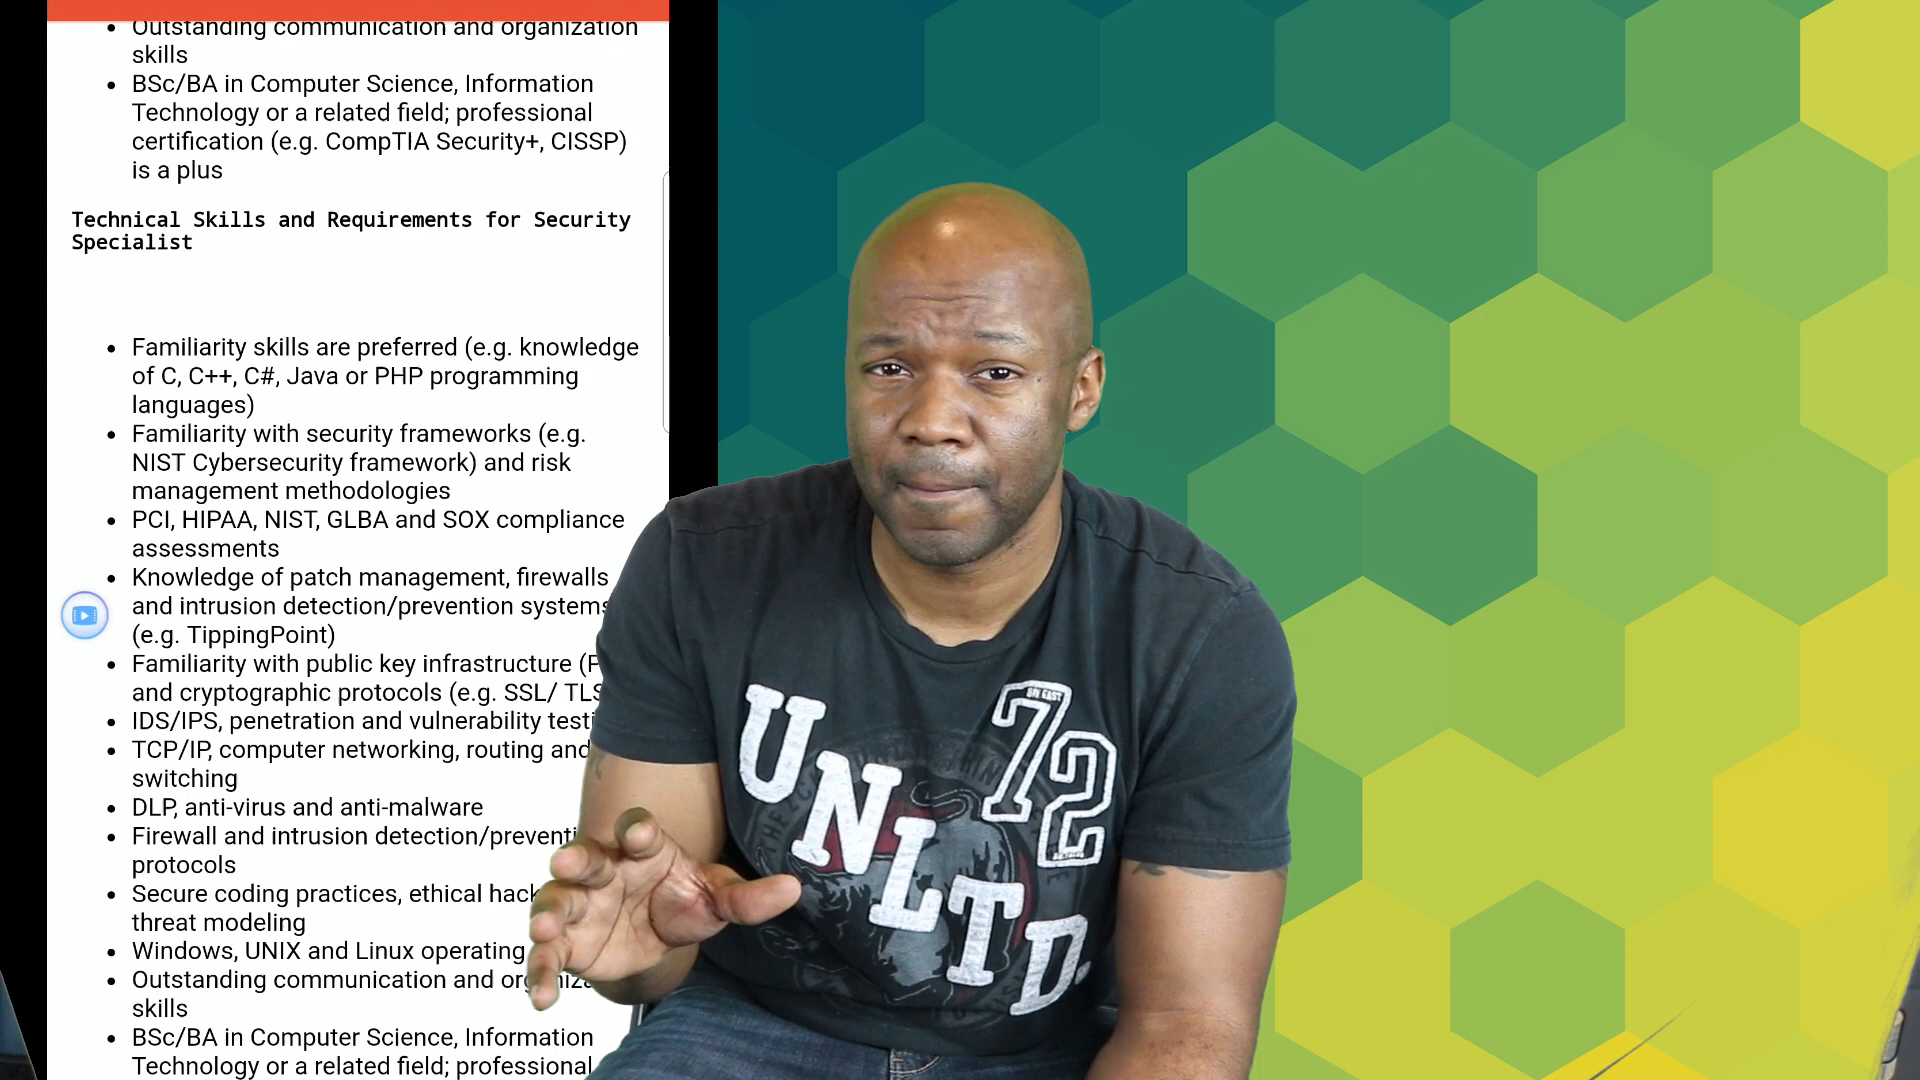 Outstanding communication and organization
skills
BSc/BA in Computer Science, Information
Technology or a related field; professional
certification (e.g. CompTIA Security+, CISSP)
is a plus
Technical Skills and Requirements for Security
Specialist
Familiarity skills are preferred (e.g. knowledge
of C, C++, C#, Java or PHP programming
languages)
Familiarity with security frameworks (e.g.
NIST Cybersecurity framework) and risk
management methodologies
PCI, HIPAA, NIST, GLBA and SOX compliance
assessments
Knowledge of patch management, firewalls
and intrusion detection/prevention systems
(e.g. TippingPoint)
Familiarity with public key infrastructure
and cryptographic protocols (e.g. SSL/ TLS
IDS/IPS, penetration and vulnerability
TCP/IP, computer networking, routing and
switching
DLP, anti-virus and anti-malware
Firewall and intrusion
protocols
Secure coding practices, ethical
threat modeling
Windows, UNIX and Linux operating
Outstanding communication and
skills
BSc/BA in Computer Science, Information
Technology or a related field; professional
72
UNLTD.